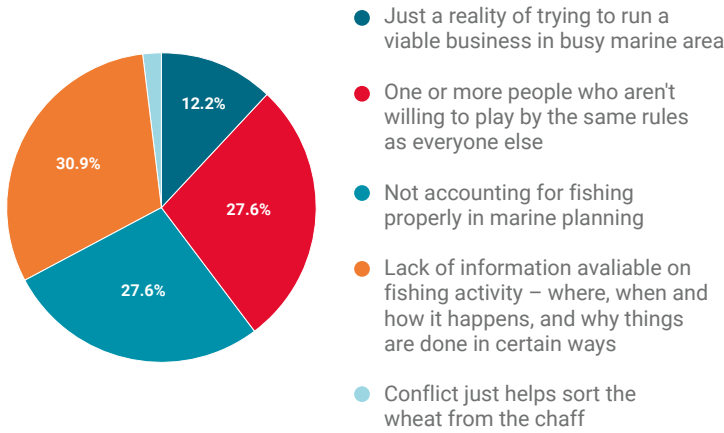 12.2%
27.6%
27.6%
30.9%
Just a reality of trying to run a
viable business in busy marine area
One or more people who aren't
willing to play by the same rules
as everyone else
Not accounting for fishing
properly in marine planning
Lack of information avaliable on
fishing activity – where, when and
how it happens, and why things
are done in certain ways
Conflict just helps sort the
wheat from the chaff